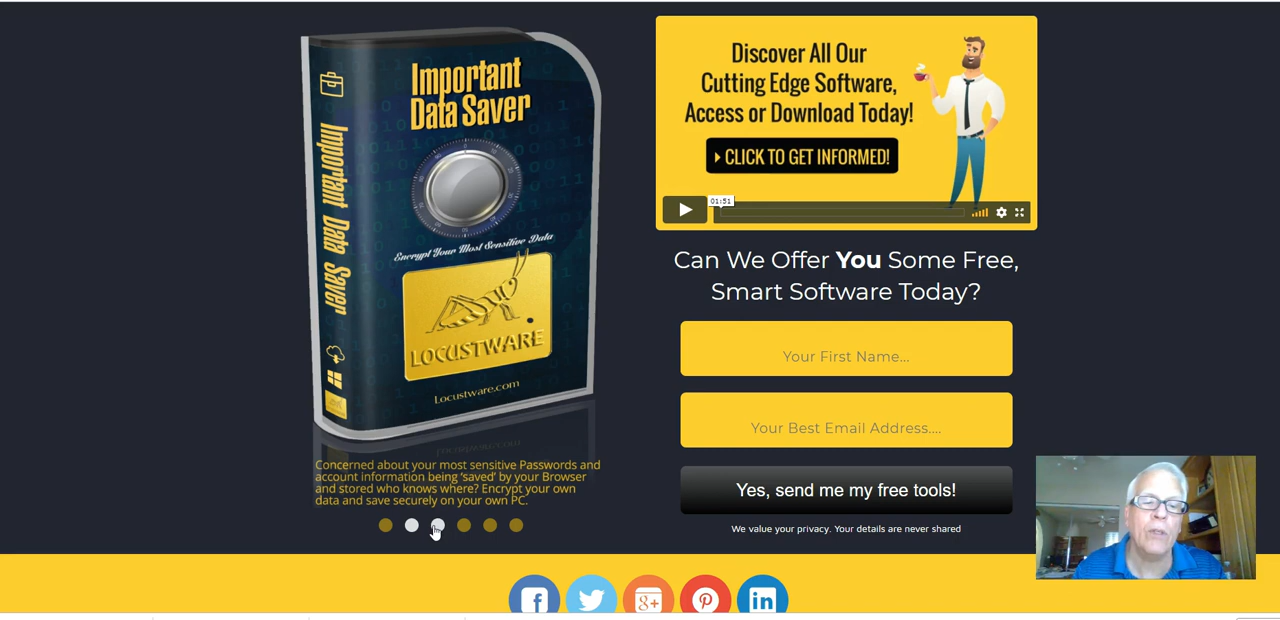 Important
Data Saver
Important Data Saver
Encrypt Your Most Sensitive Data
LOCUSTWARE
Locustware.com
Concerned about your most sensitive Passwords and
account information being 'saved' by your Browser
and stored who knows where? Encrypt your own
data and save securely on your own PC.
Discover All Our
Cutting Edge Software,
Access or Download Today!
CLICK TO GET INFORMED!
01:51
Can We Offer You Some Free,
Smart Software Today?
Your First Name...
Your Best Email Address....
Yes, send me my free tools!
We value your privacy. Your details are never shared
f
g+
in